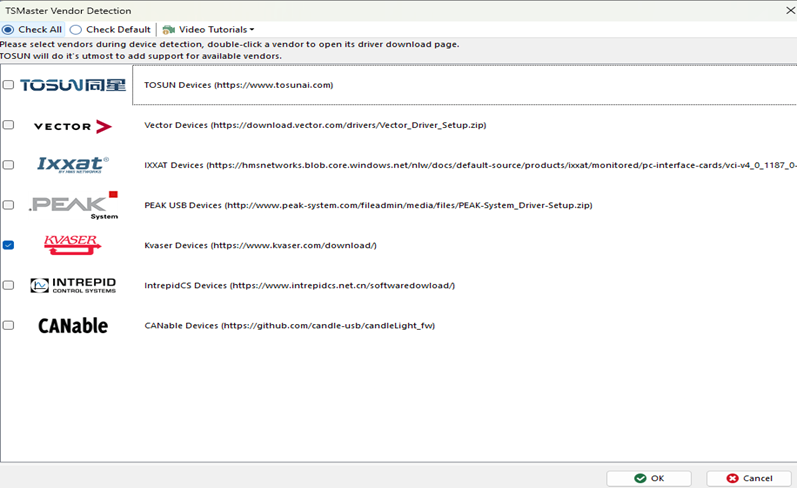 TSMaster Vendor Detection
Check All Check Default Video Tutorials
Please select vendors during device detection, double-click a vendor to open its driver download page.
TOSUN will do it's utmost to add support for available vendors.
TOSUN同星 TOSUN Devices (https://www.tosunai.com)
VECTOR Vector Devices (https://download.vector.com/drivers/Vector_Driver_Setup.zip)
Ixxat®
BY HMS NETWORKS
IXXAT Devices (https://hmsnetworks.blob.core.windows.net/nlw/docs/default-source/products/ixxat/monitored/pc-interface-cards/vci-v4_0_1187_0-
PEAK
System
PEAK USB Devices (http://www.peak-system.com/fileadmin/media/files/PEAK-System_Driver-Setup.zip)
KVASER Kvaser Devices (https://www.kvaser.com/download/)
INTREPID
CONTROL SYSTEMS
IntrepidCS Devices (https://www.intrepidcs.net.cn/softwaredowload/)
CANable CANable Devices (https://github.com/candle-usb/candleLight_fw)
OK Cancel